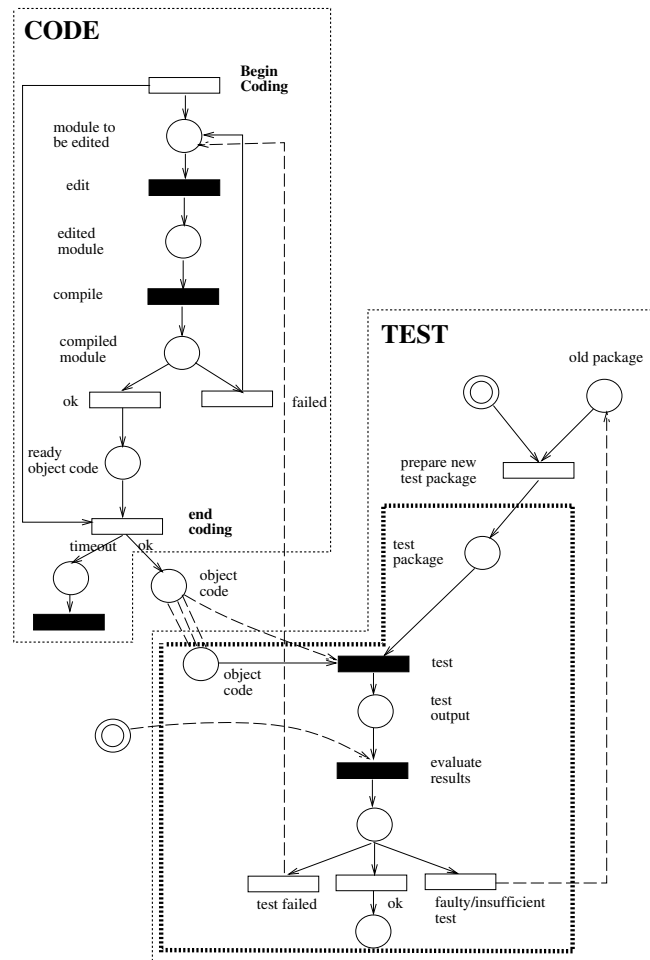 CODE
Begin
Coding
module to
be edited
edit
edited
module
compile
compiled
module
ok
failed
ready
object code
end
coding
timeout
ok
object
code
TEST
old package
prepare new
test package
test
package
object
code
test
test
output
evaluate
results
test failed
ok
faulty/insufficient
test